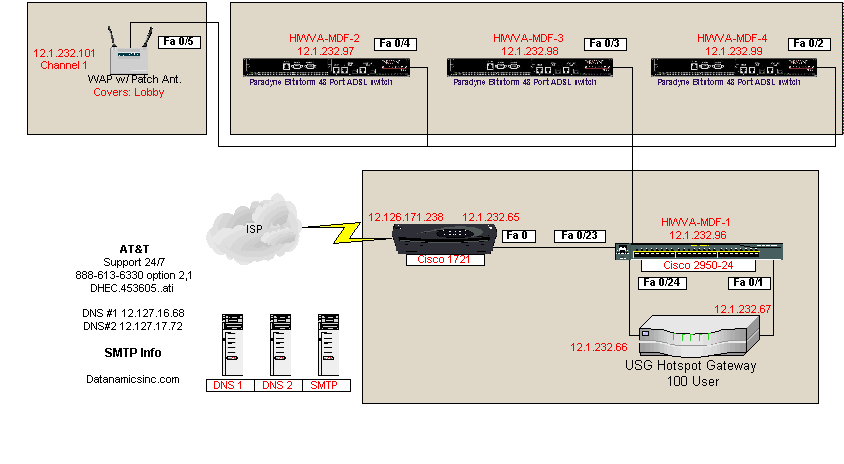 12.1.232.101
Channel 1
Fa 0/5
WAP w/ Patch Ant.
Covers: Lobby
HIWVA-MDF-2
12.1.232.97
Fa 0/4
Paradyne Bitstorm 48 Port ADSL switch
HIWVA-MDF-3
12.1.232.98
Fa 0/3
Paradyne Bitstorm 48 Port ADSL switch
HIWVA-MDF-4
12.1.232.99
Fa 0/2
Paradyne Bitstorm 48 Port ADSL switch
ISP
12.126.171.238
12.1.232.65
Fa 0
Cisco 1721
Fa 0/23
HIWVA-MDF-1
12.1.232.96
Cisco 2950-24
Fa 0/24
Fa 0/1
12.1.232.67
12.1.232.66
USG Hotspot Gateway
100 User
AT&T
Support 24/7
888-613-6330 option 2,1
DHEC.453605..ati
DNS #1 12.127.16.68
DNS#2 12.127.17.72
SMTP Info
Datanamicsinc.com
DNS 1
DNS 2
SMTP